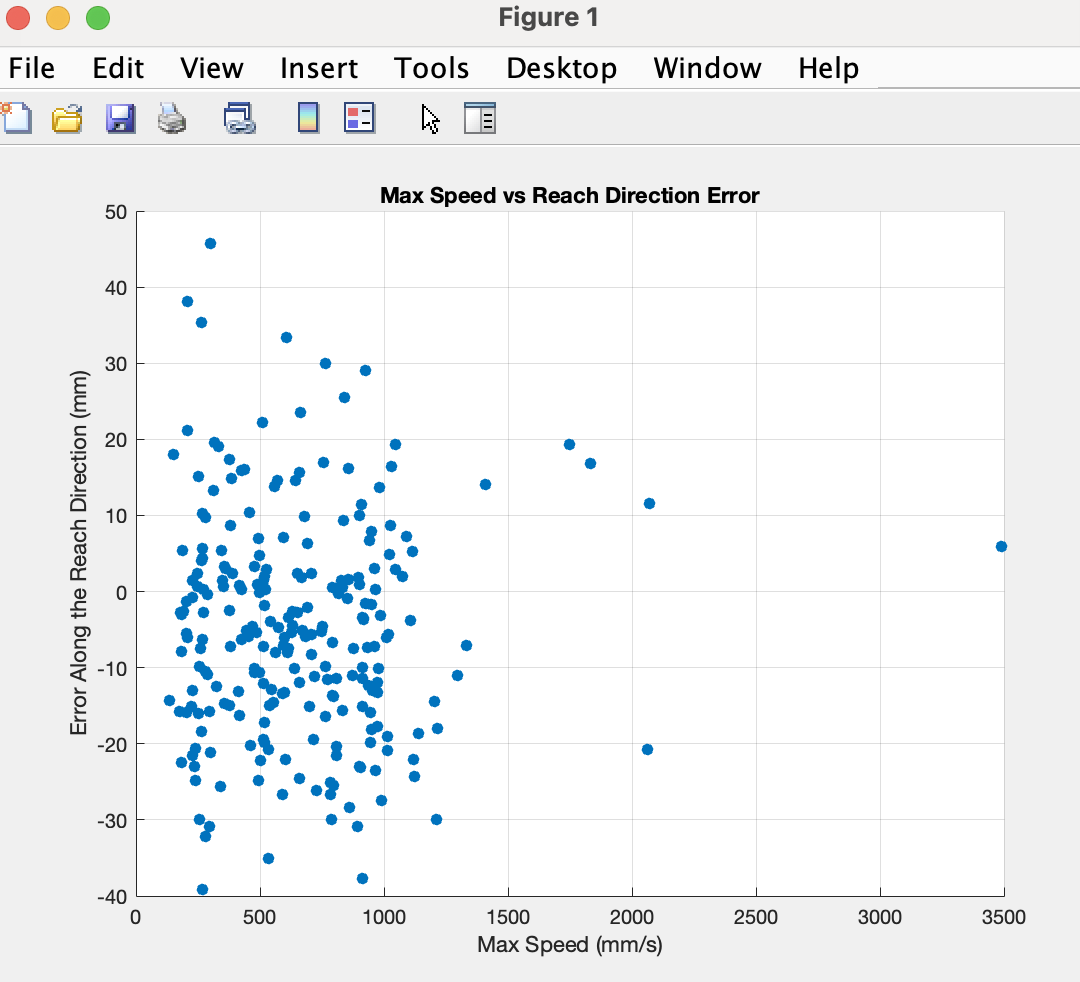 Figure 1
File Edit View Insert Tools Desktop Window Help
Max Speed vs Reach Direction Error
50
40
30
20
10
0
-10
-20
-30
-40
Error Along the Reach Direction (mm)
0 500 1000 1500 2000 2500 3000 3500
Max Speed (mm/s)